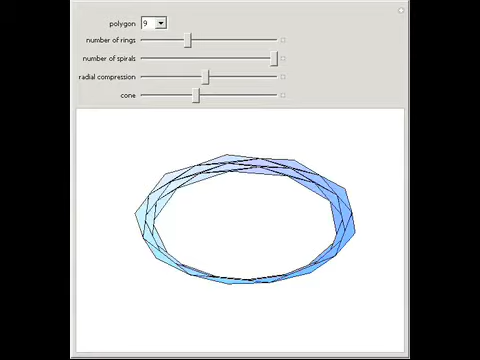 polygon 9
number of rings
number of spirals
radial compression
cone